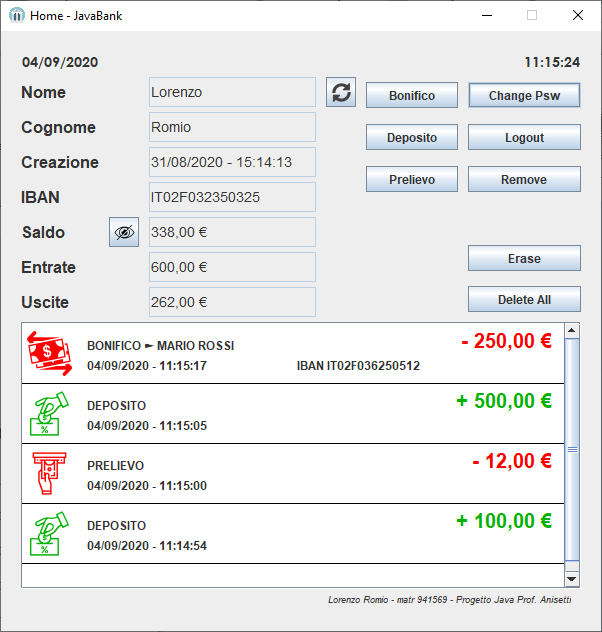 Home - JavaBank
04/09/2020 11:15:24
Nome Lorenzo Bonifico Change Psw
Cognome Romio Deposito Logout
Creazione 31/08/2020 - 15:14:13 Prelievo Remove
IBAN IT02F032350325
Saldo 338,00 €
Entrate 600,00 € Erase
Uscite 262,00 € Delete All
BONIFICO ► MARIO ROSSI - 250,00 €
04/09/2020 - 11:15:17 IBAN IT02F036250512
DEPOSITO + 500,00 €
04/09/2020 - 11:15:05
PRELIEVO - 12,00 €
04/09/2020 - 11:15:00
DEPOSITO + 100,00 €
04/09/2020 - 11:14:54
Lorenzo Romio - matr 941569 - Progetto Java Prof. Anisetti